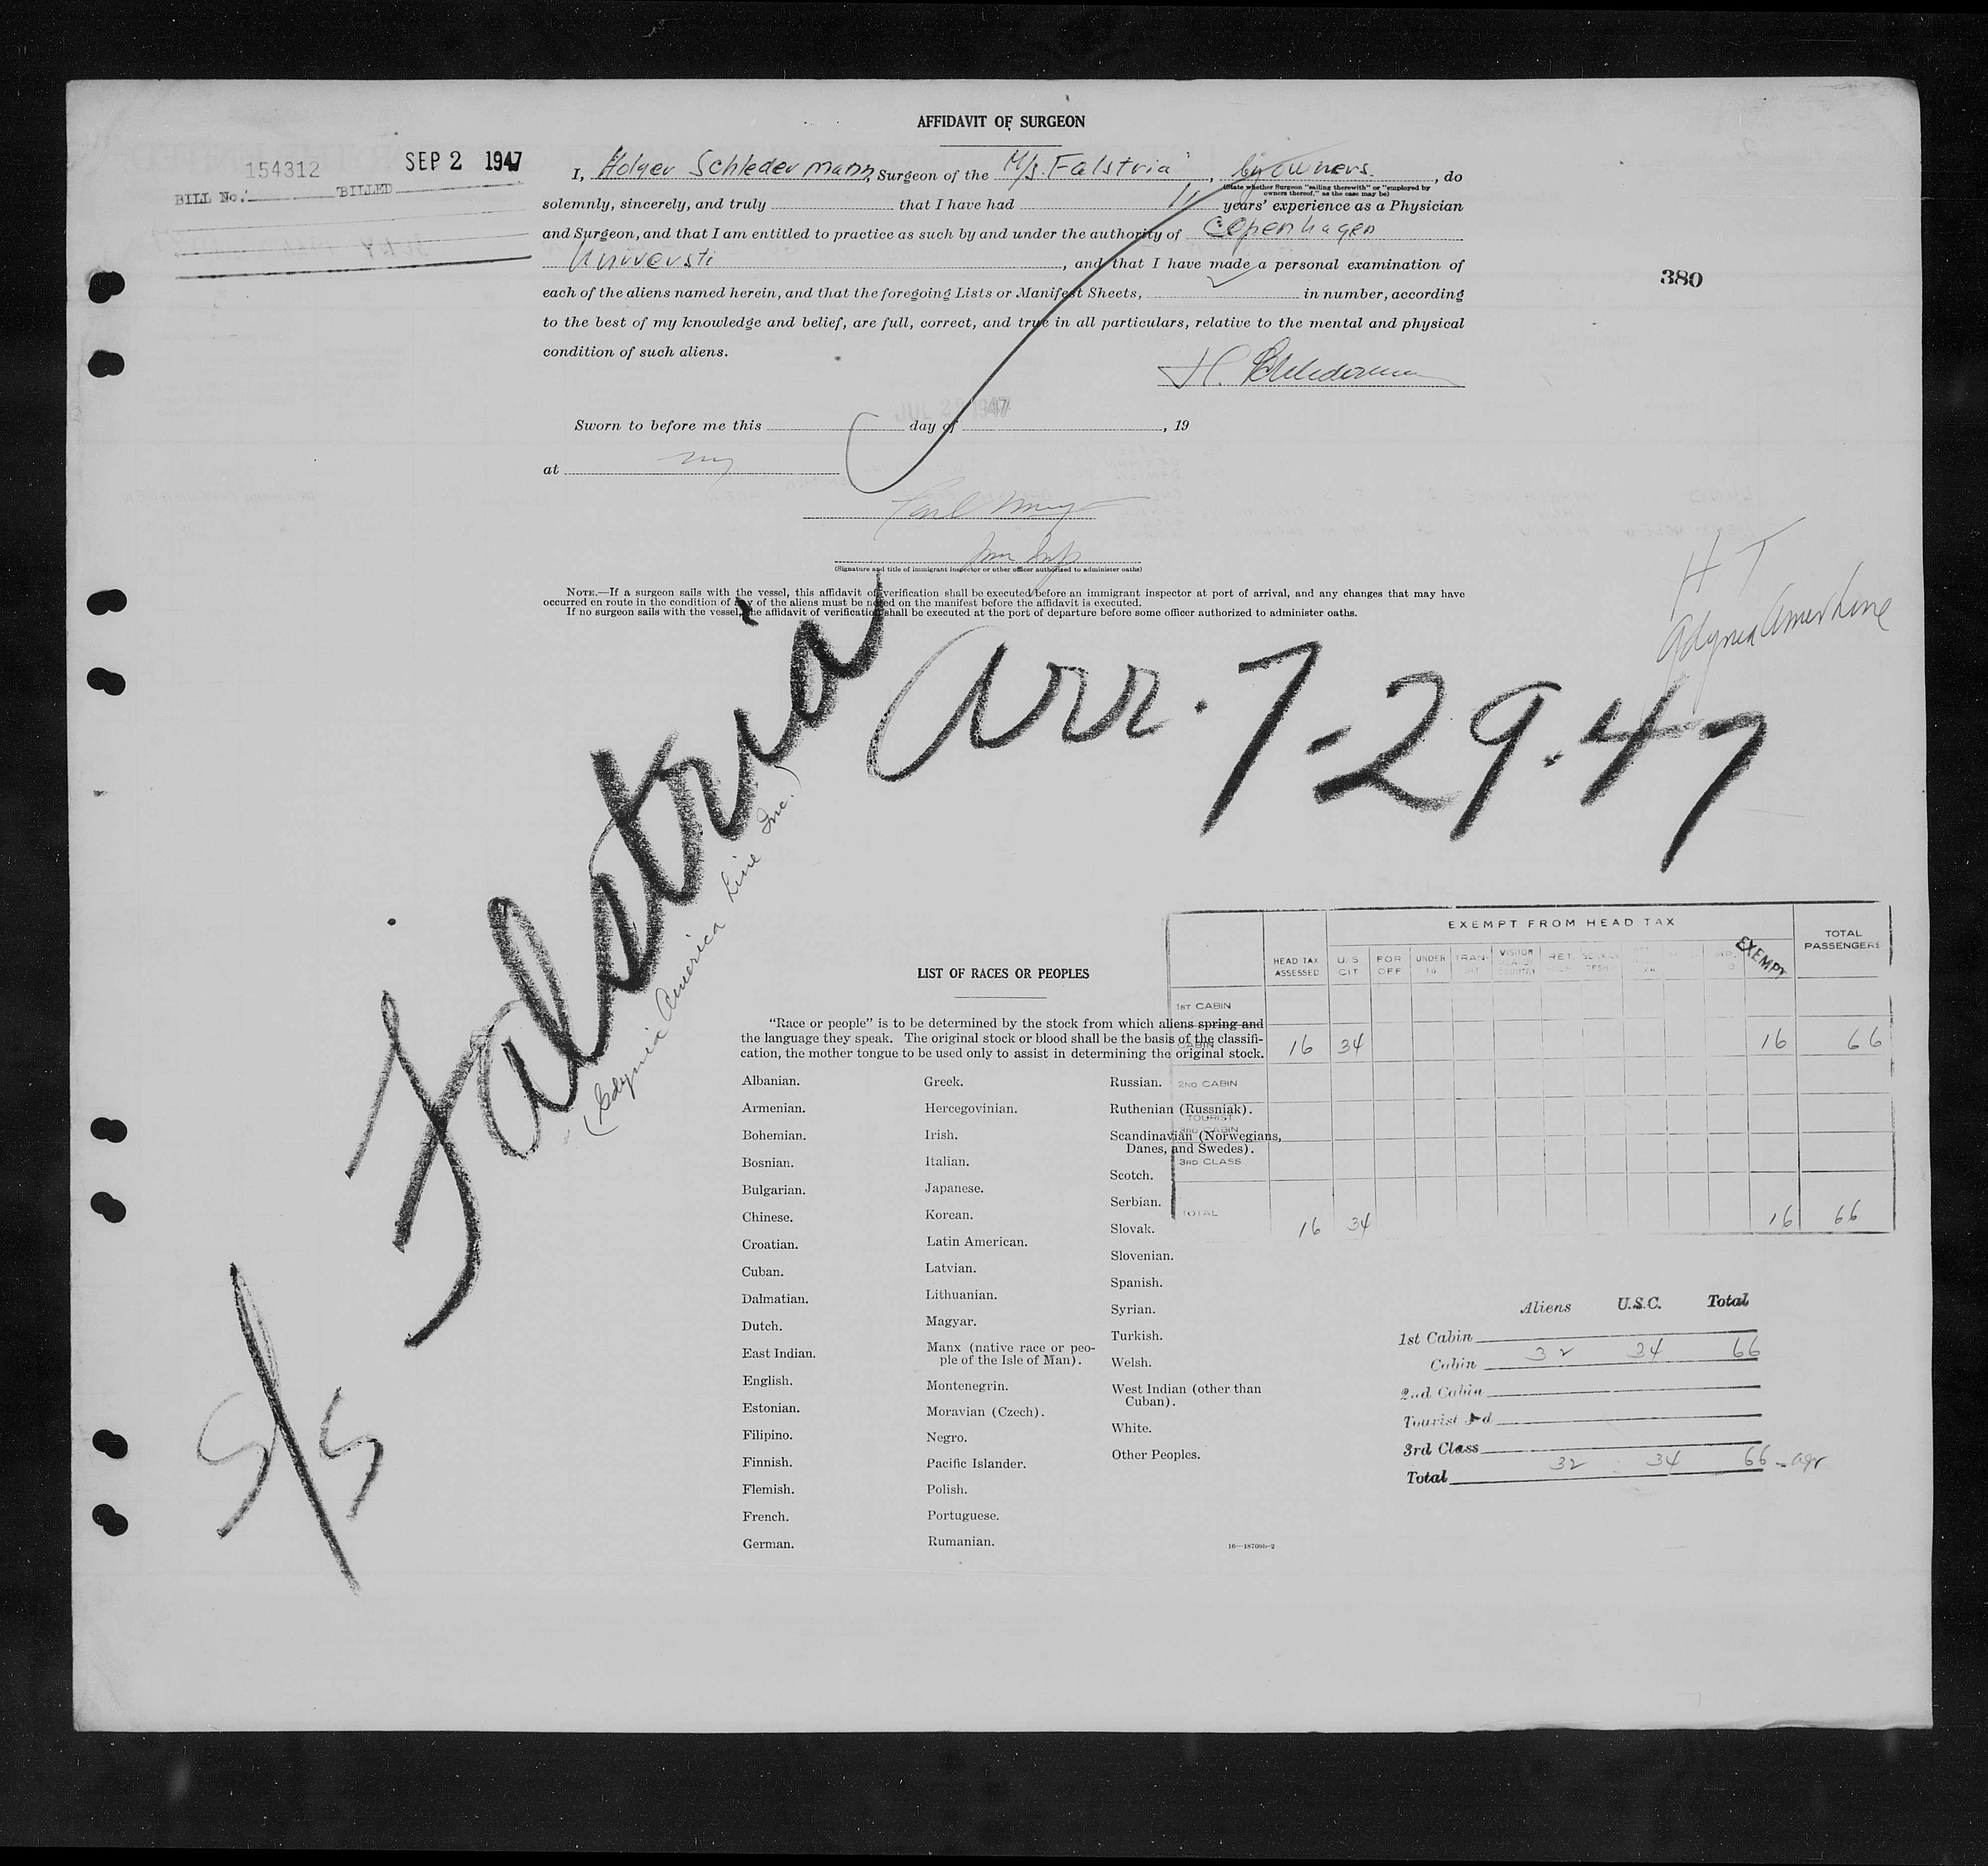 AFFIDAVIT OF SURGEON
154312 SEP 2 1947
BILL No. BILLED
I, Holger Schledermann, Surgeon of the M/s. "Falstria", by owners., do
(State whether Surgeon "sailing therewith" or "employed by
owners thereof," as the case may be)
solemnly, sincerely, and truly that I have had 11 years' experience as a Physician
and Surgeon, and that I am entitled to practice as such by and under the authority of Copenhagen
Universti, and that I have made a personal examination of
380
each of the aliens named herein, and that the foregoing Lists or Manifest Sheets, in number, according
to the best of my knowledge and belief, are full, correct, and true in all particulars, relative to the mental and physical
condition of such aliens.
H. Schledermann
JUL 29 1947
Sworn to before me this day of , 19
at ny
Imm Insp
(Signature and title of immigrant inspector or other officer authorized to administer oaths)
NOTE.—If a surgeon sails with the vessel, this affidavit of verification shall be executed before an immigrant inspector at port of arrival, and any changes that may have
occurred en route in the condition of any of the aliens must be noted on the manifest before the affidavit is executed.
If no surgeon sails with the vessel, the affidavit of verification shall be executed at the port of departure before some officer authorized to administer oaths.
HT
Gdynia Amer Line
S/S Falstria
(Gdynia America Line Inc.)
Arr. 7-29-47
EXEMPT FROM HEAD TAX
HEAD TAX ASSESSED
U.S. CIT
FOR OFF
UNDER 16
TRAN-
VISITOR
RET
EXEMPT
TOTAL PASSENGERS
1ST CABIN
CABIN 16 34 16 66
2ND CABIN
TOURIST
3RD CABIN
3RD CLASS
TOTAL 16 34 16 66
LIST OF RACES OR PEOPLES
"Race or people" is to be determined by the stock from which aliens spring and
the language they speak. The original stock or blood shall be the basis of the classifi-
cation, the mother tongue to be used only to assist in determining the original stock.
Albanian.
Armenian.
Bohemian.
Bosnian.
Bulgarian.
Chinese.
Croatian.
Cuban.
Dalmatian.
Dutch.
East Indian.
English.
Estonian.
Filipino.
Finnish.
Flemish.
French.
German.
Greek.
Hercegovinian.
Irish.
Italian.
Japanese.
Korean.
Latin American.
Latvian.
Lithuanian.
Magyar.
Manx (native race or peo-
ple of the Isle of Man).
Montenegrin.
Moravian (Czech).
Negro.
Pacific Islander.
Polish.
Portuguese.
Rumanian.
Russian.
Ruthenian (Russniak).
Scandinavian (Norwegians,
Danes, and Swedes).
Scotch.
Serbian.
Slovak.
Slovenian.
Spanish.
Syrian.
Turkish.
Welsh.
West Indian (other than
Cuban).
White.
Other Peoples.
16—18709b-2
Aliens U.S.C. Total
1st Cabin
Cabin 32 34 66
2nd Cabin
Tourist 3rd
3rd Class
Total 32 34 66